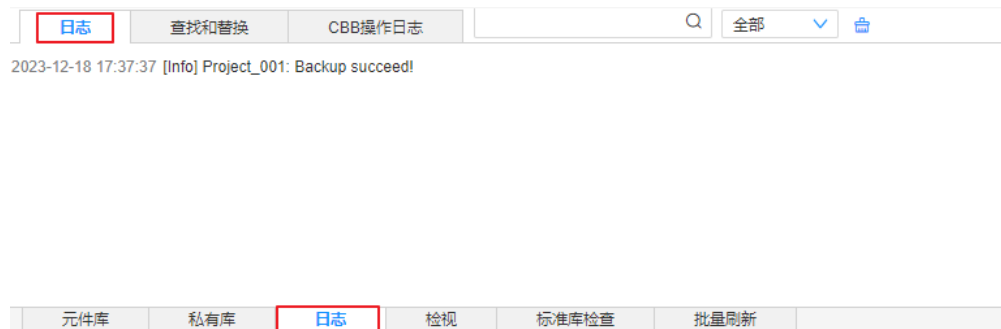 日志 查找和替换 CBB操作日志 全部
2023-12-18 17:37:37 [Info] Project_001: Backup succeed!
元件库 私有库 日志 检视 标准库检查 批量刷新